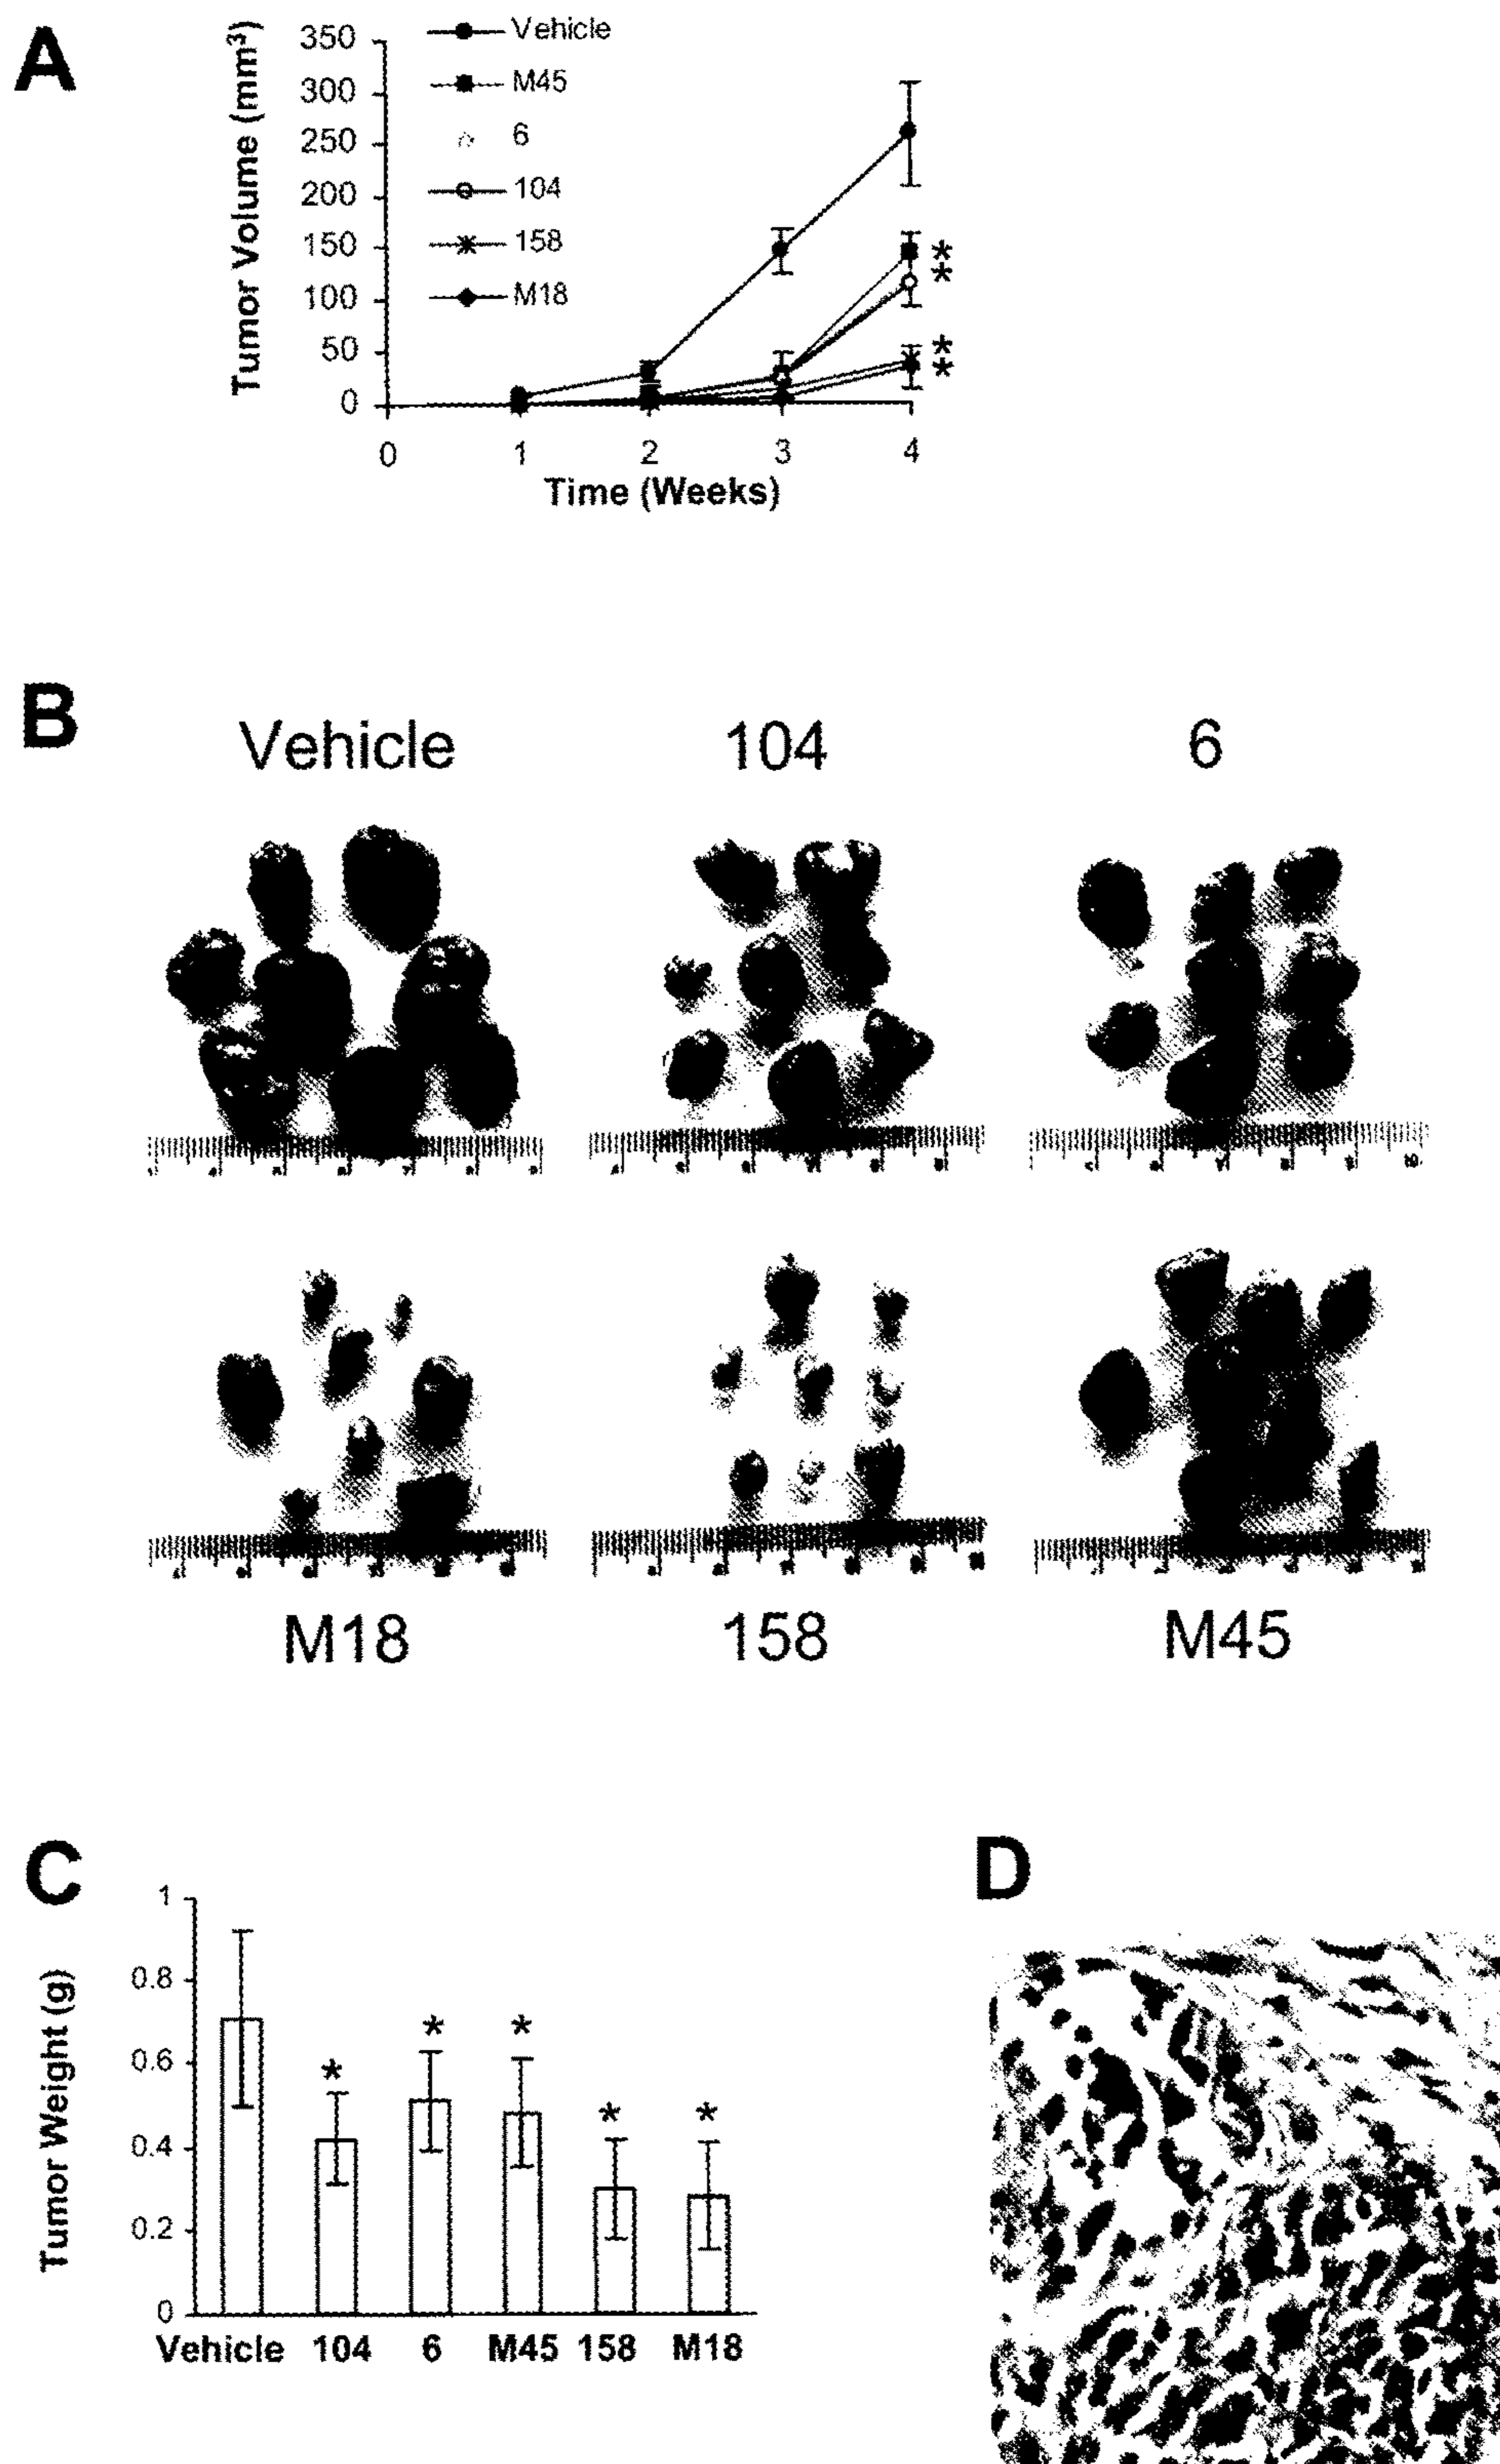 A
Tumor Volume (mm³)
350
300
250
200
150
100
50
0
Vehicle
M45
6
104
158
M18
*
*
*
*
0 1 2 3 4
Time (Weeks)
B
Vehicle 104 6
M18 158 M45
C
Tumor Weight (g)
1
0.8
0.6
0.4
0.2
0
* * * * *
Vehicle 104 6 M45 158 M18
D